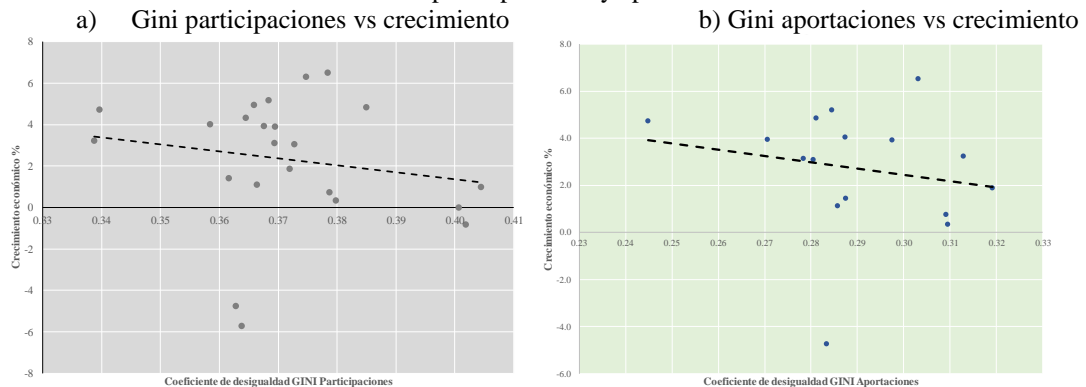 a) Gini participaciones vs crecimiento
b) Gini aportaciones vs crecimiento
8
6
4
2
0
-2
-4
-6
-8
0.33 0.34 0.35 0.36 0.37 0.38 0.39 0.40 0.41
Crecimiento económico %
Coeficiente de desigualdad GINI Participaciones
8.0
6.0
4.0
2.0
0.0
-2.0
-4.0
-6.0
0.23 0.24 0.25 0.26 0.27 0.28 0.29 0.30 0.31 0.32 0.33
Crecimiento económico %
Coeficiente de desigualdad GINI Aportaciones